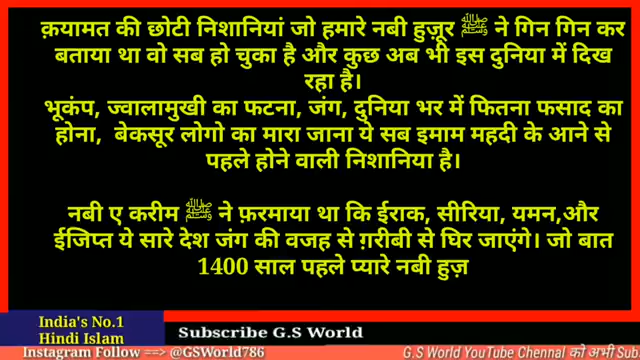 क़यामत की छोटी निशानियां जो हमारे नबी हुज़ूर ﷺ ने गिन गिन कर
बताया था वो सब हो चुका है और कुछ अब भी इस दुनिया में दिख
रहा है।
भूकंप, ज्वालामुखी का फटना, जंग, दुनिया भर में फितना फसाद का
होना, बेकसूर लोगो का मारा जाना ये सब इमाम महदी के आने से
पहले होने वाली निशानिया है।
नबी ए करीम ﷺ ने फ़रमाया था कि ईराक, सीरिया, यमन,और
ईजिप्त ये सारे देश जंग की वजह से ग़रीबी से घिर जाएंगे। जो बात
1400 साल पहले प्यारे नबी हुज़
India's No.1
Hindi Islam
Subscribe G.S World
Instagram Follow ==> @GSWorld786
G.S World YouTube Chennal को अभी Sub